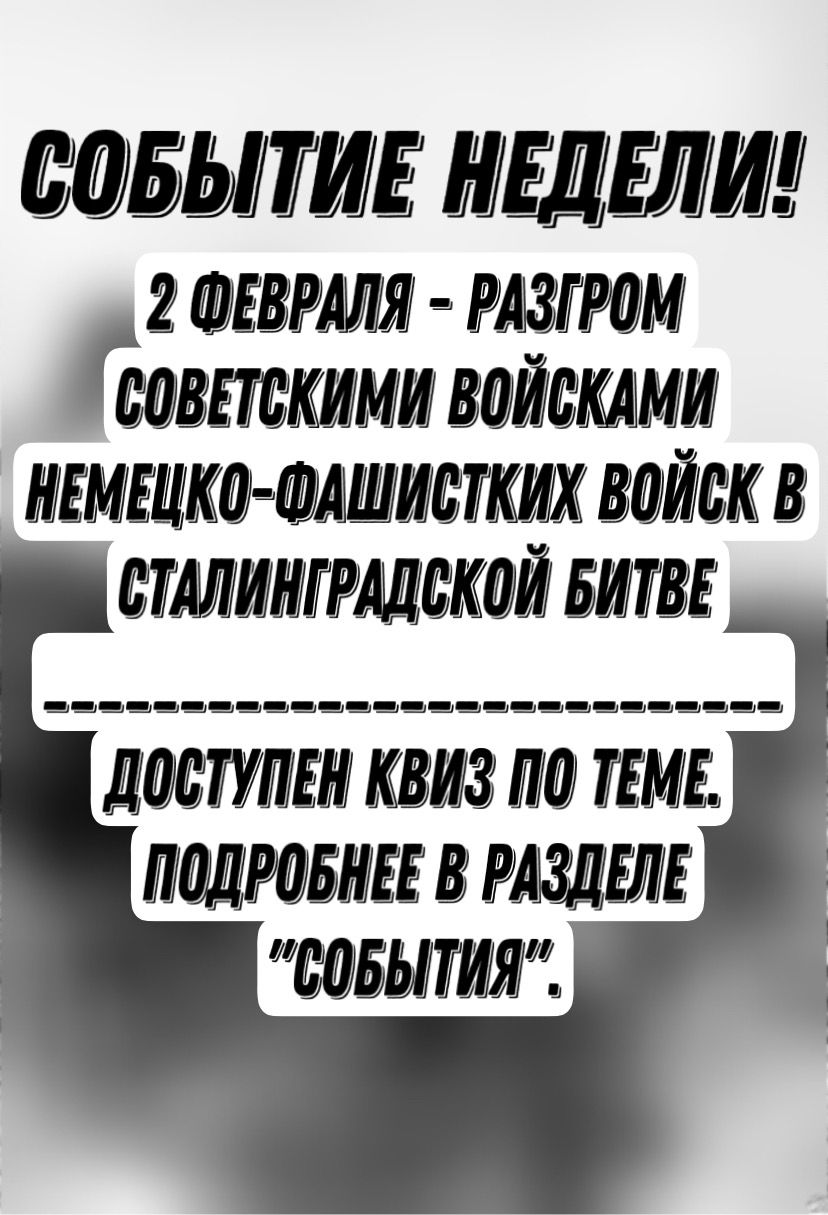 СОБЫТИЕ НЕДЕЛИ!
2 ФЕВРАЛЯ - РАЗГРОМ
СОВЕТСКИМИ ВОЙСКАМИ
НЕМЕЦКО-ФАШИСТКИХ ВОЙСК В
СТАЛИНГРАДСКОЙ БИТВЕ
___________________________
ДОСТУПЕН КВИЗ ПО ТЕМЕ.
ПОДРОБНЕЕ В РАЗДЕЛЕ
"СОБЫТИЯ".